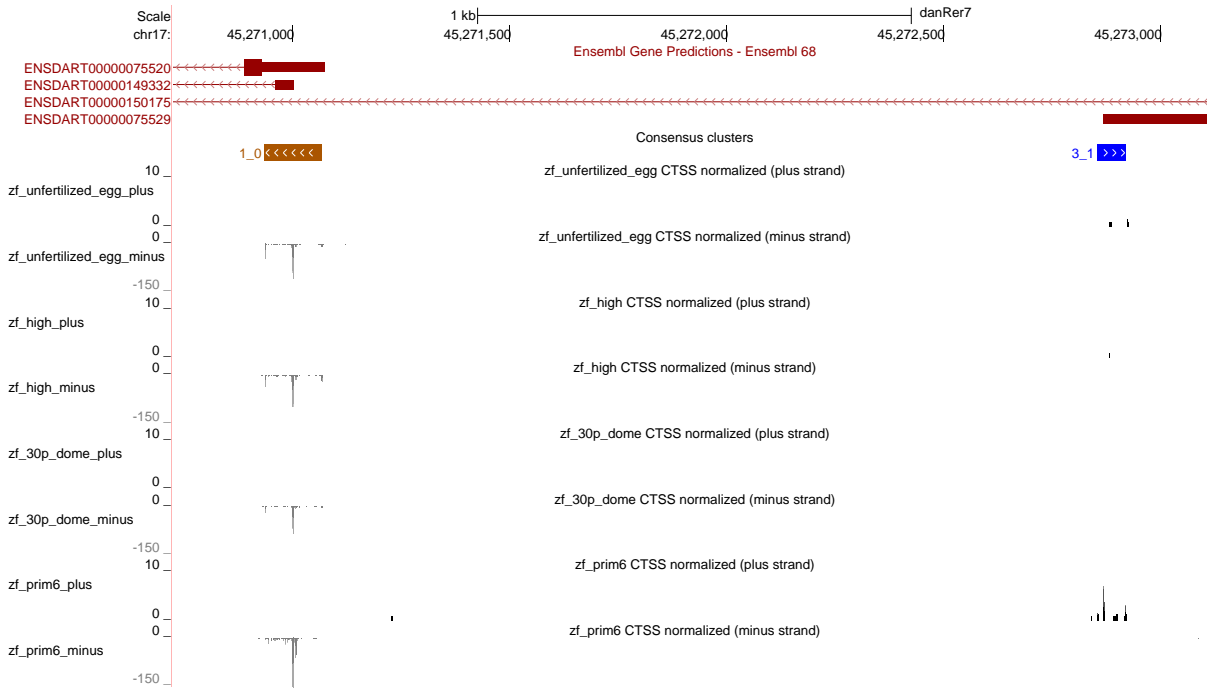 Scale 1 kb danRer7
chr17: 45,271,000 45,271,500 45,272,000 45,272,500 45,273,000
Ensembl Gene Predictions - Ensembl 68
ENSDART00000075520
ENSDART00000149332
ENSDART00000150175
ENSDART00000075529
Consensus clusters
1_0 3_1
10 zf_unfertilized_egg CTSS normalized (plus strand)
zf_unfertilized_egg_plus
0
0 zf_unfertilized_egg CTSS normalized (minus strand)
zf_unfertilized_egg_minus
-150
10 zf_high CTSS normalized (plus strand)
zf_high_plus
0
0 zf_high CTSS normalized (minus strand)
zf_high_minus
-150
10 zf_30p_dome CTSS normalized (plus strand)
zf_30p_dome_plus
0
0 zf_30p_dome CTSS normalized (minus strand)
zf_30p_dome_minus
-150
10 zf_prim6 CTSS normalized (plus strand)
zf_prim6_plus
0
0 zf_prim6 CTSS normalized (minus strand)
zf_prim6_minus
-150